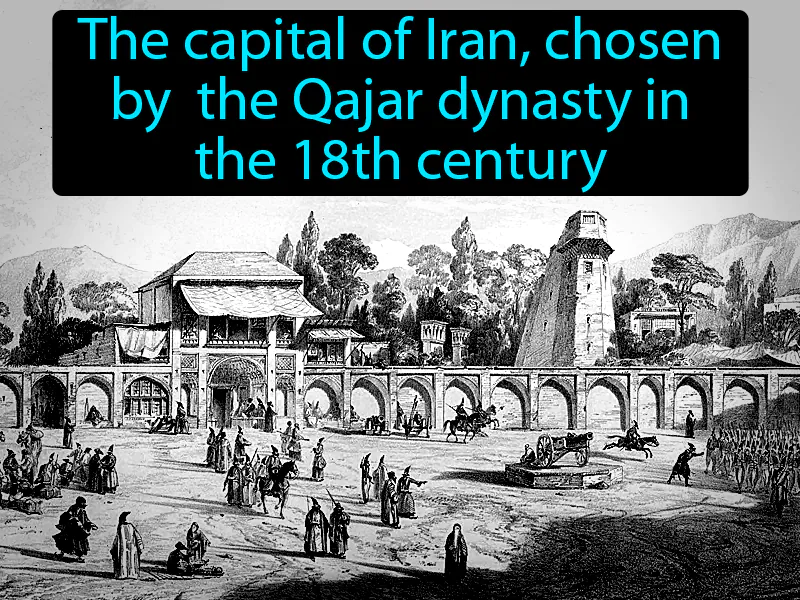 The capital of Iran, chosen
by  the Qajar dynasty in
the 18th century